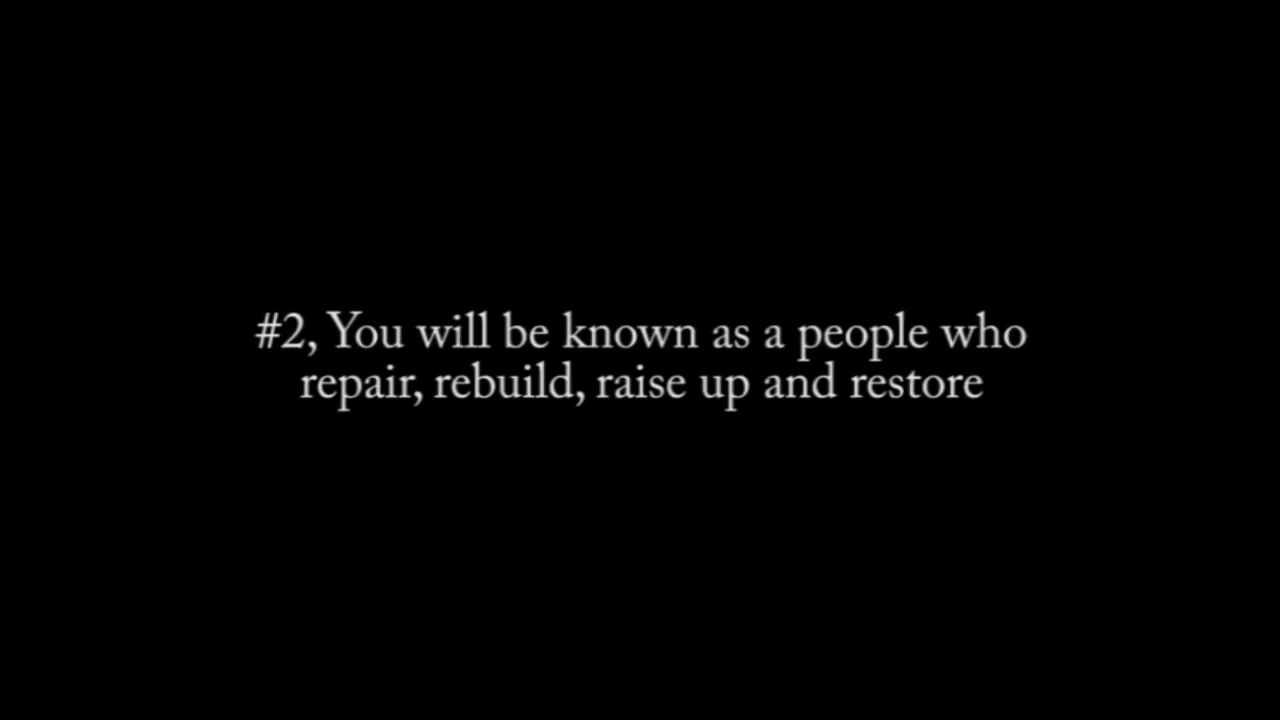 #2, You will be known as a people who
repair, rebuild, raise up and restore